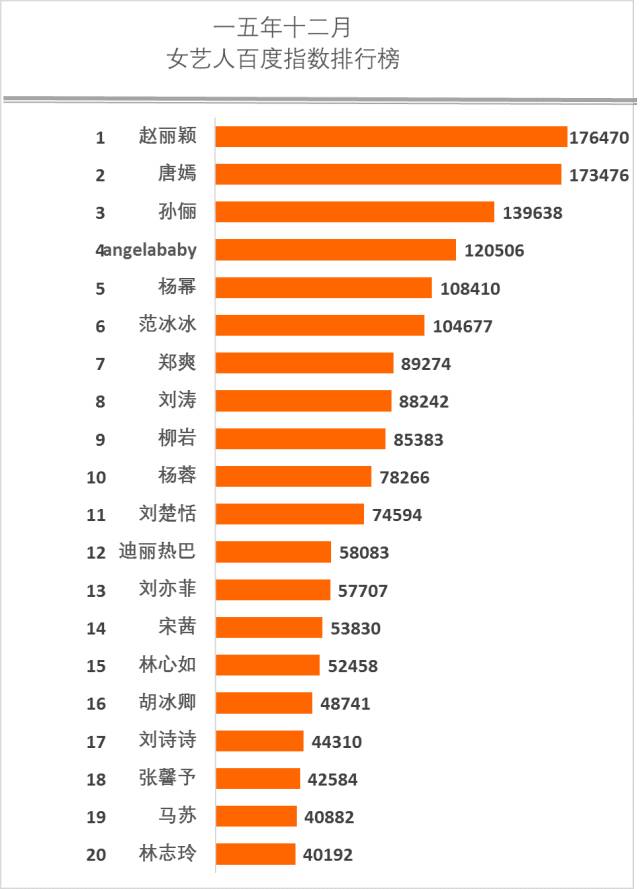 一五年十二月
女艺人百度指数排行榜
1 赵丽颖 176470
2 唐嫣 173476
3 孙俪 139638
4 angelababy 120506
5 杨幂 108410
6 范冰冰 104677
7 郑爽 89274
8 刘涛 88242
9 柳岩 85383
10 杨蓉 78266
11 刘楚恬 74594
12 迪丽热巴 58083
13 刘亦菲 57707
14 宋茜 53830
15 林心如 52458
16 胡冰卿 48741
17 刘诗诗 44310
18 张馨予 42584
19 马苏 40882
20 林志玲 40192